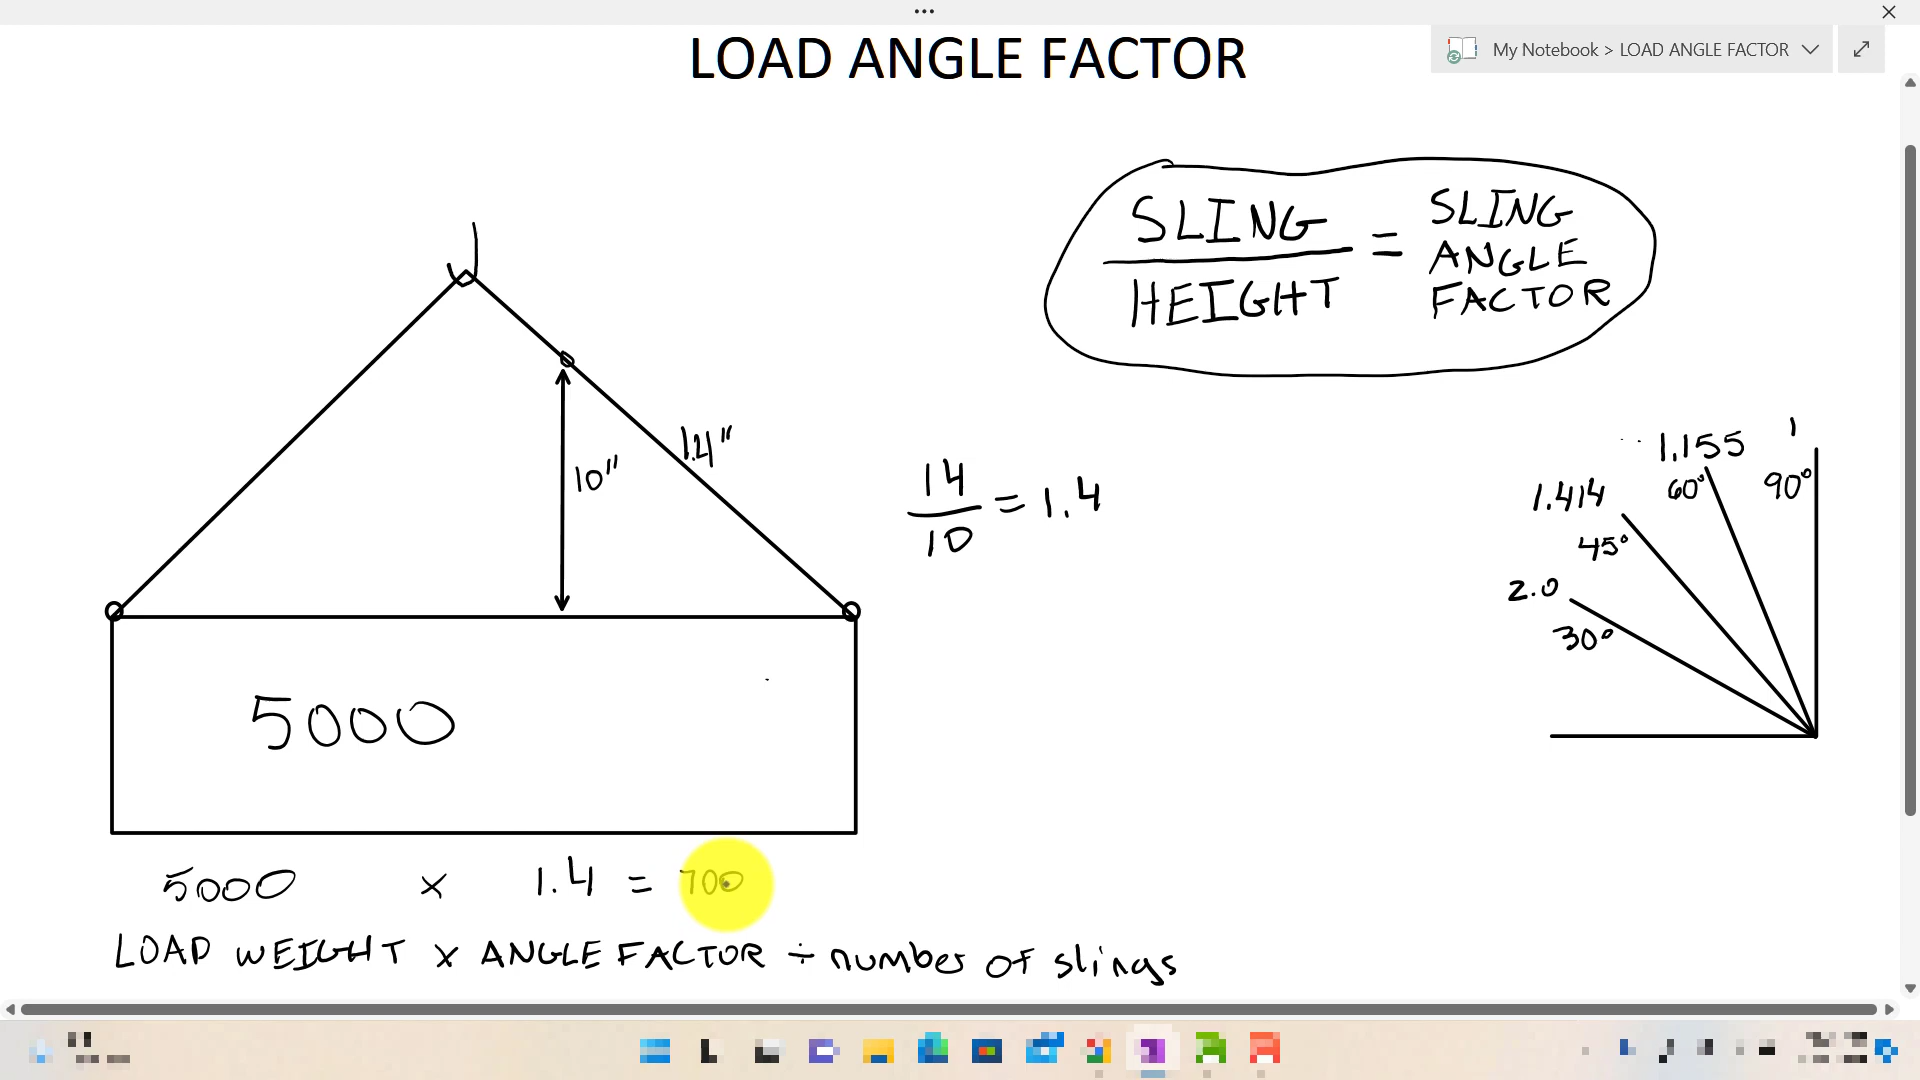 LOAD ANGLE FACTOR
My Notebook > LOAD ANGLE FACTOR
SLING
HEIGHT
=
SLING
ANGLE
FACTOR
14"
10"
14
10
= 1.4
1
1.155
60°
90°
1.414
45°
2.0
30°
5000
5000 x 1.4 = 700
LOAD WEIGHT x ANGLE FACTOR ÷ number of slings